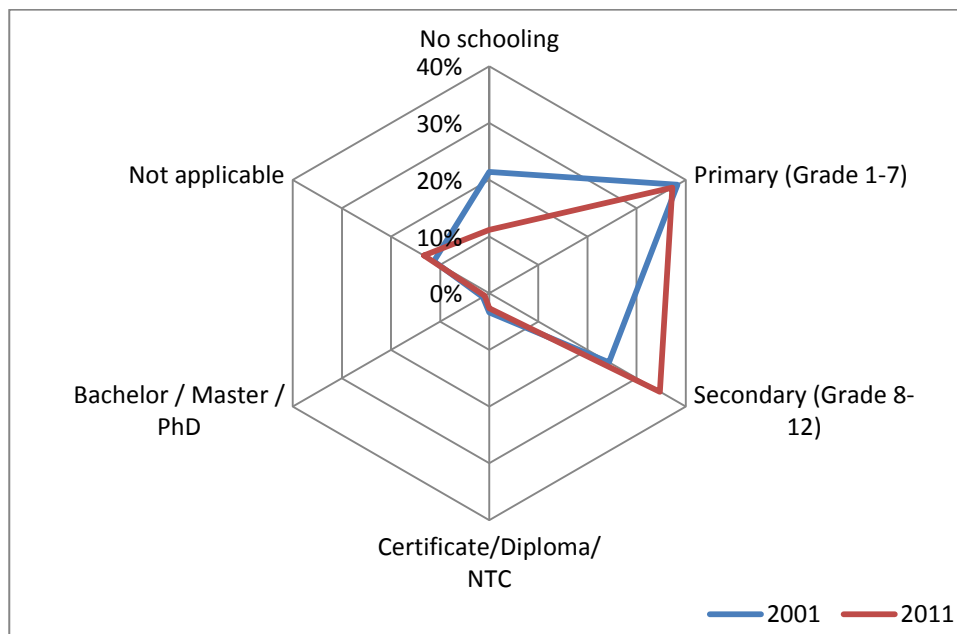 No schooling
40%
30%
Not applicable
20%
Primary (Grade 1-7)
10%
0%
Bachelor / Master /
PhD
Secondary (Grade 8-
12)
Certificate/Diploma/
NTC
2001
2011